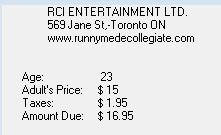 RCI ENTERTAINMENT LTD.
569 Jane St,-Toronto ON
www.runnymedecollegiate.com
Age: 23
Adult's Price: $ 15
Taxes: $ 1.95
Amount Due: $ 16.95